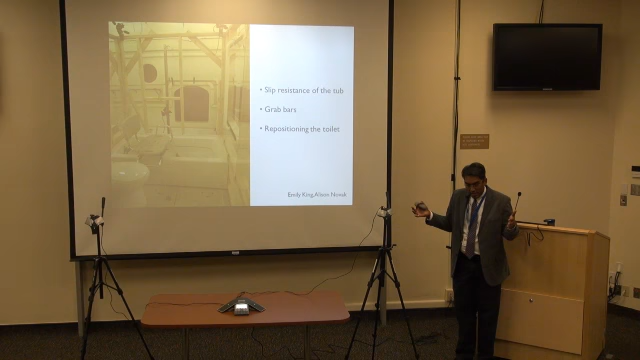 • Slip resistance of the tub
• Grab bars
• Repositioning the toilet
Emily King, Alison Novak